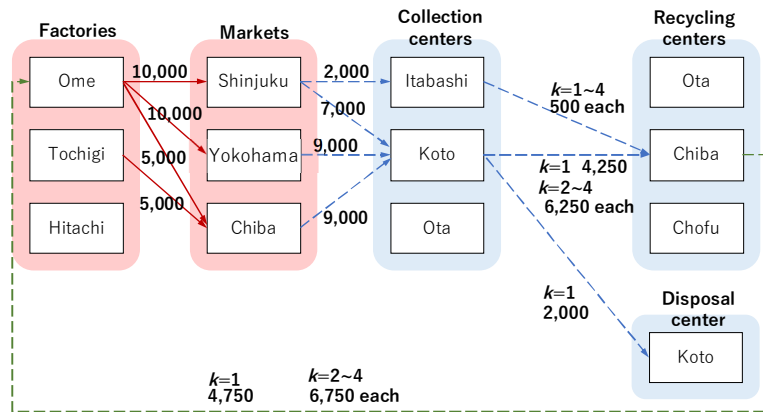 Factories
Markets
Collection
centers
Recycling
centers
Ome
10,000
Shinjuku
2,000
Itabashi
k=1~4
500 each
Ota
10,000
7,000
Tochigi
5,000
Yokohama
9,000
Koto
k=1 4,250
k=2~4
6,250 each
Chiba
5,000
Hitachi
Chiba
9,000
Ota
Chofu
k=1
2,000
Disposal
center
Koto
k=1
4,750
k=2~4
6,750 each